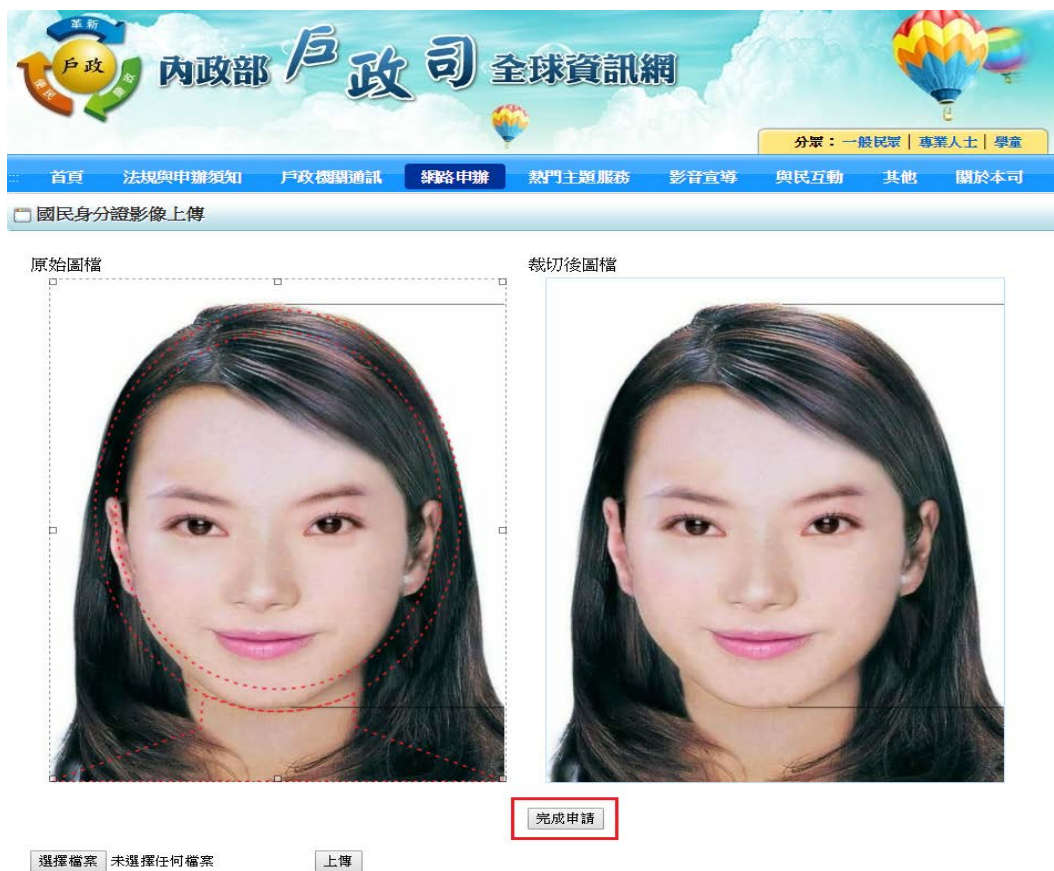 革新
戶政
便民
內政部戶政司全球資訊網
分眾：一般民眾│專業人士│學童
首頁 法規與申辦須知 戶政機關通訊 網路申辦 熱門主題服務 影音宣導 與民互動 其他 關於本司
國民身分證影像上傳
原始圖檔 裁切後圖檔
完成申請
選擇檔案 未選擇任何檔案 上傳